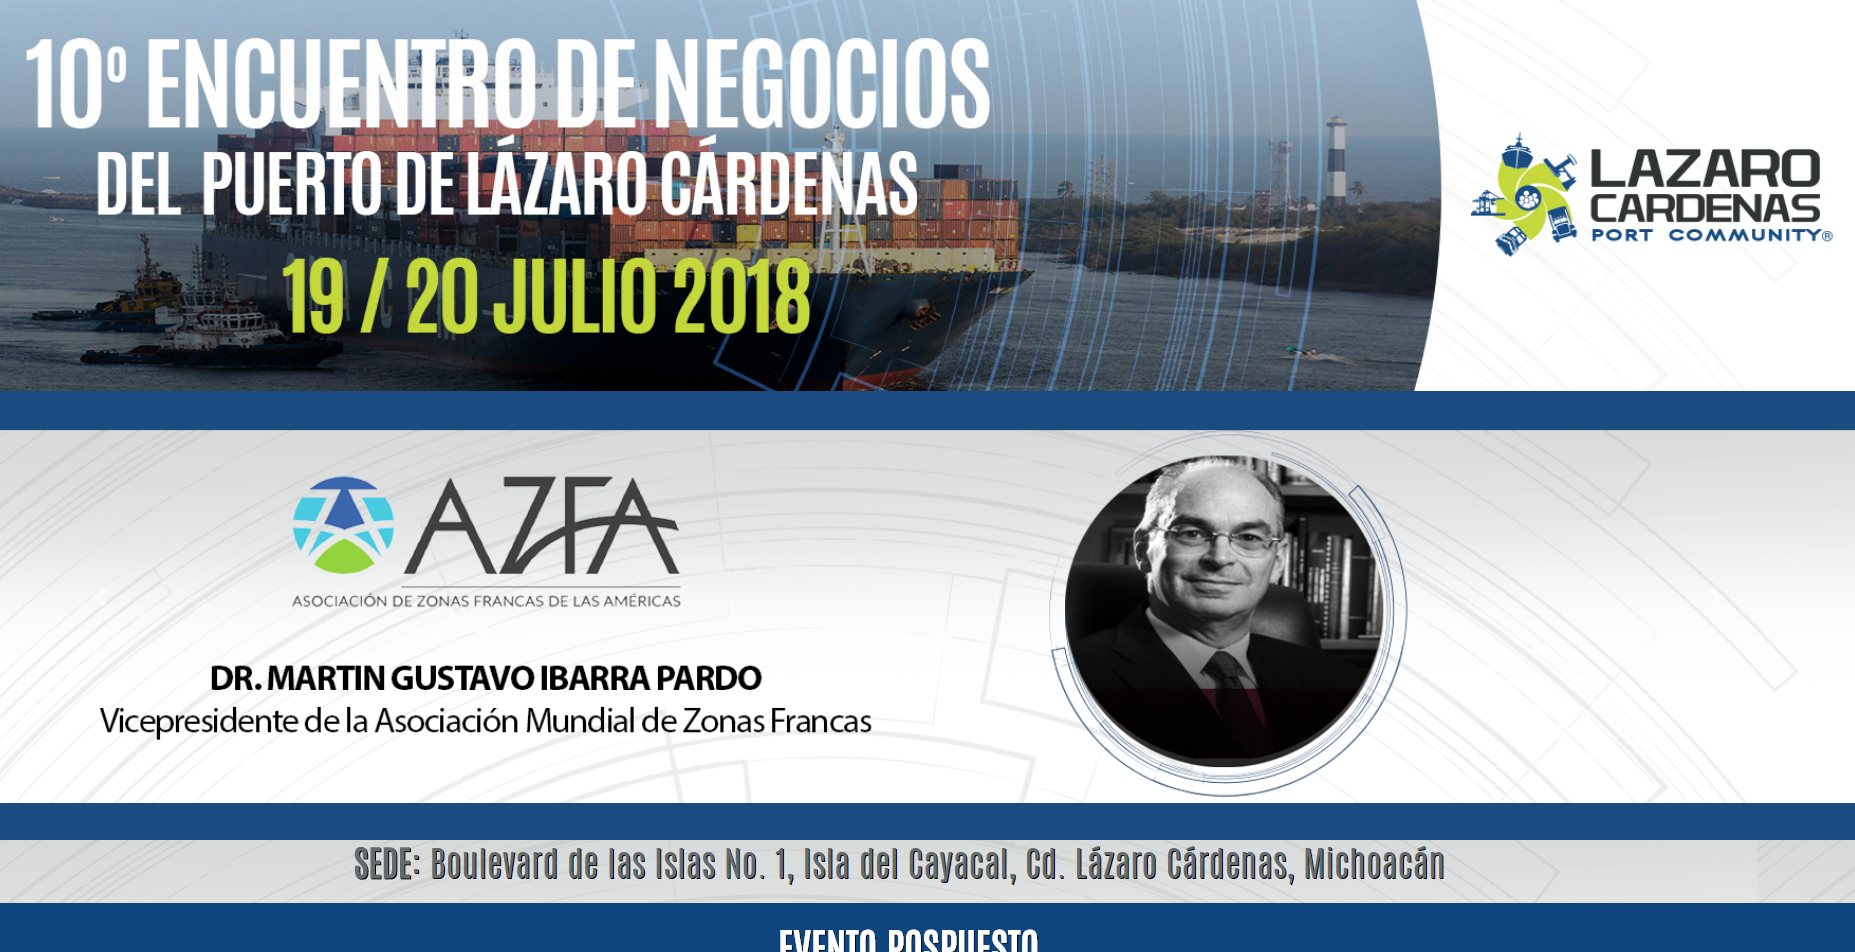 10º ENCUENTRO DE NEGOCIOS
DEL PUERTO DE LÁZARO CÁRDENAS
19 / 20 JULIO 2018
LAZARO
CARDENAS
PORT COMMUNITY®
AZFA
ASOCIACIÓN DE ZONAS FRANCAS DE LAS AMÉRICAS
DR. MARTIN GUSTAVO IBARRA PARDO
Vicepresidente de la Asociación Mundial de Zonas Francas
SEDE: Boulevard de las Islas No. 1, Isla del Cayacal, Cd. Lázaro Cárdenas, Michoacán
EVENTO POSPUESTO